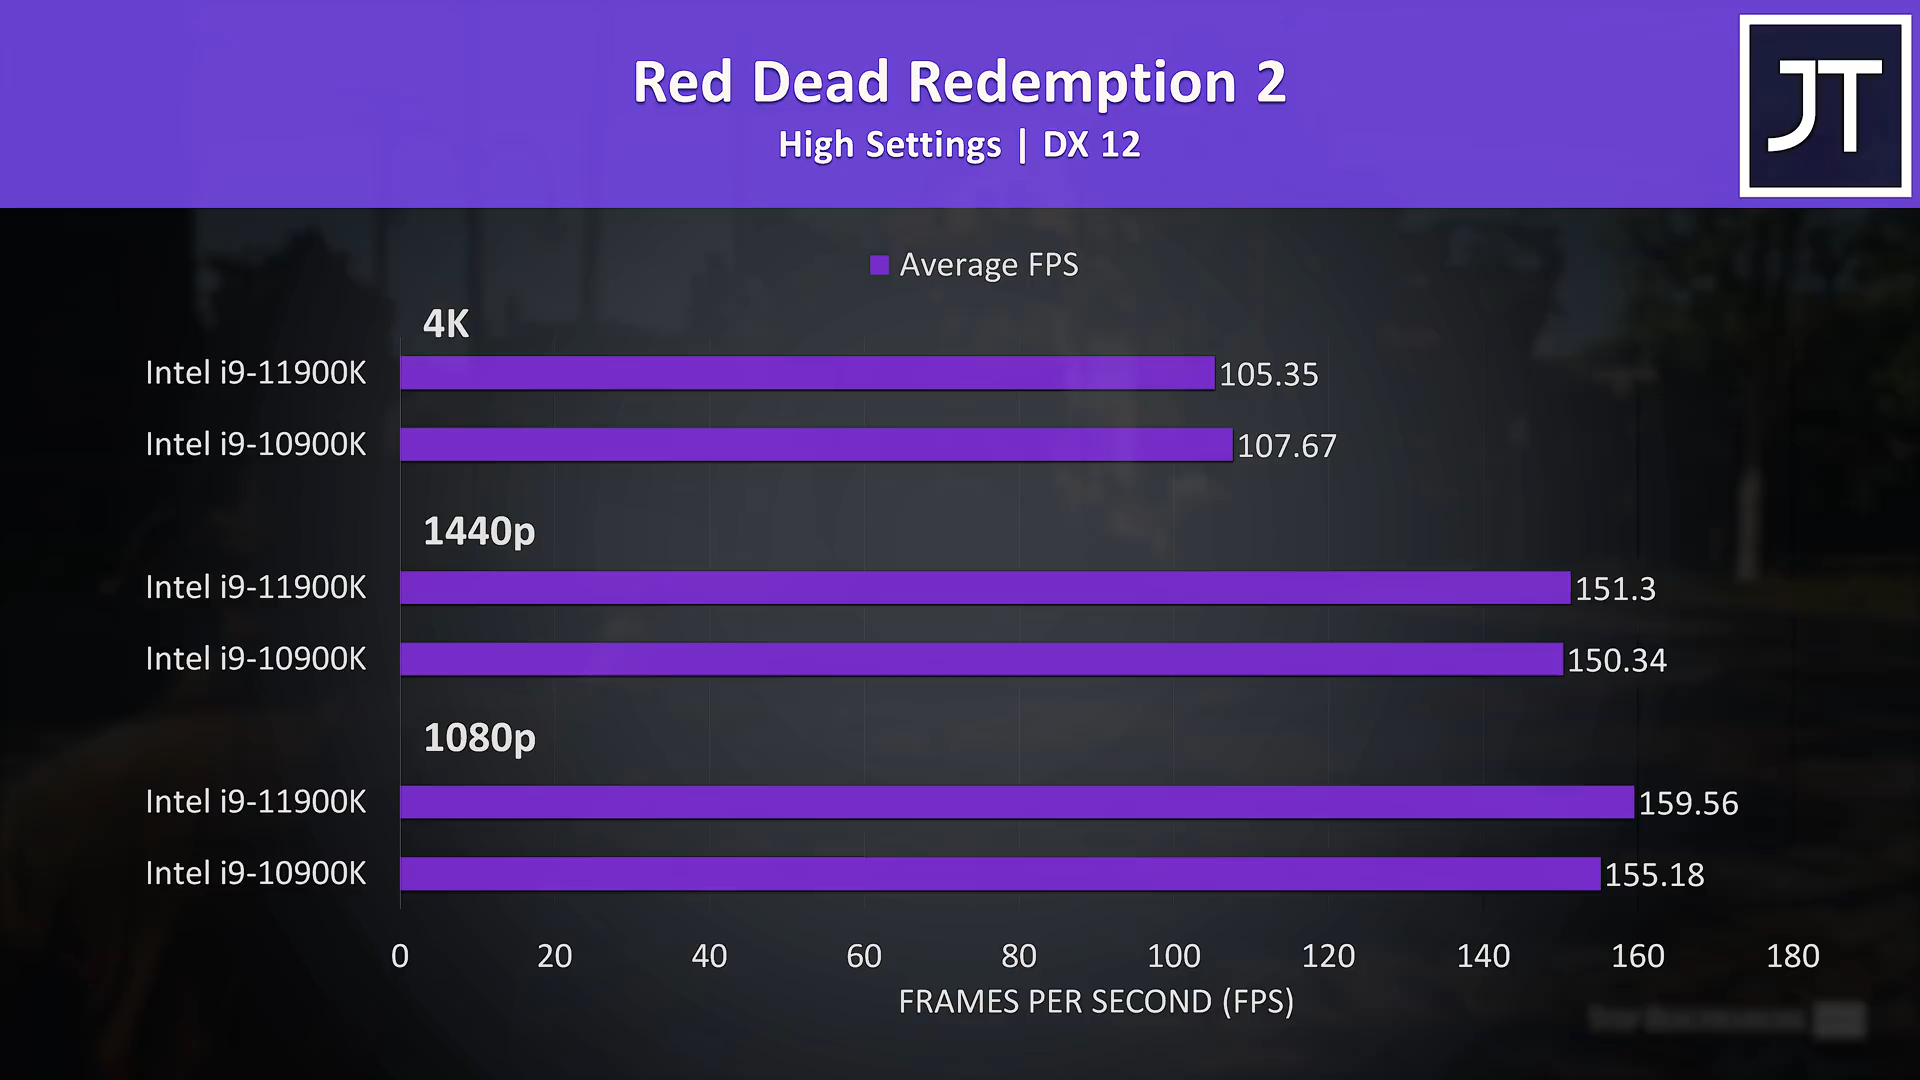 Red Dead Redemption 2
High Settings | DX 12
JT
Average FPS
4K
Intel i9-11900K 105.35
Intel i9-10900K 107.67
1440p
Intel i9-11900K 151.3
Intel i9-10900K 150.34
1080p
Intel i9-11900K 159.56
Intel i9-10900K 155.18
0 20 40 60 80 100 120 140 160 180
FRAMES PER SECOND (FPS)